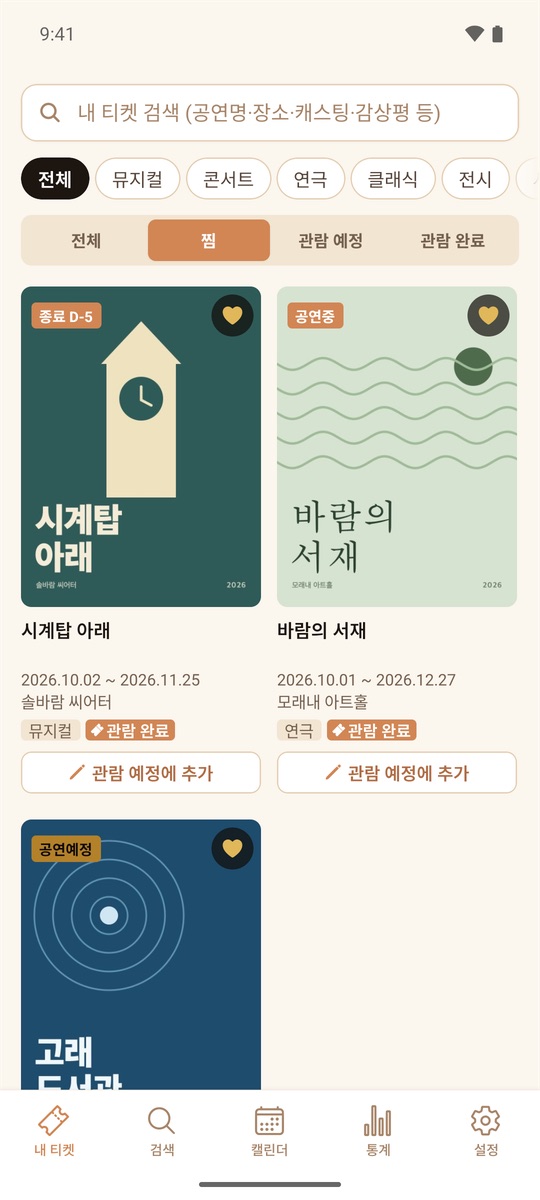 9:41
내 티켓 검색 (공연명·장소·캐스팅·감상평 등)
전체 뮤지컬 콘서트 연극 클래식 전시
전체 찜 관람 예정 관람 완료
종료 D-5
시계탑
아래
솔바람 씨어터 2026
공연중
바람의
서재
모래내 아트홀 2026
시계탑 아래
2026.10.02 ~ 2026.11.25
솔바람 씨어터
뮤지컬 관람 완료
관람 예정에 추가
바람의 서재
2026.10.01 ~ 2026.12.27
모래내 아트홀
연극 관람 완료
관람 예정에 추가
공연예정
고래
도서관
내 티켓 검색 캘린더 통계 설정